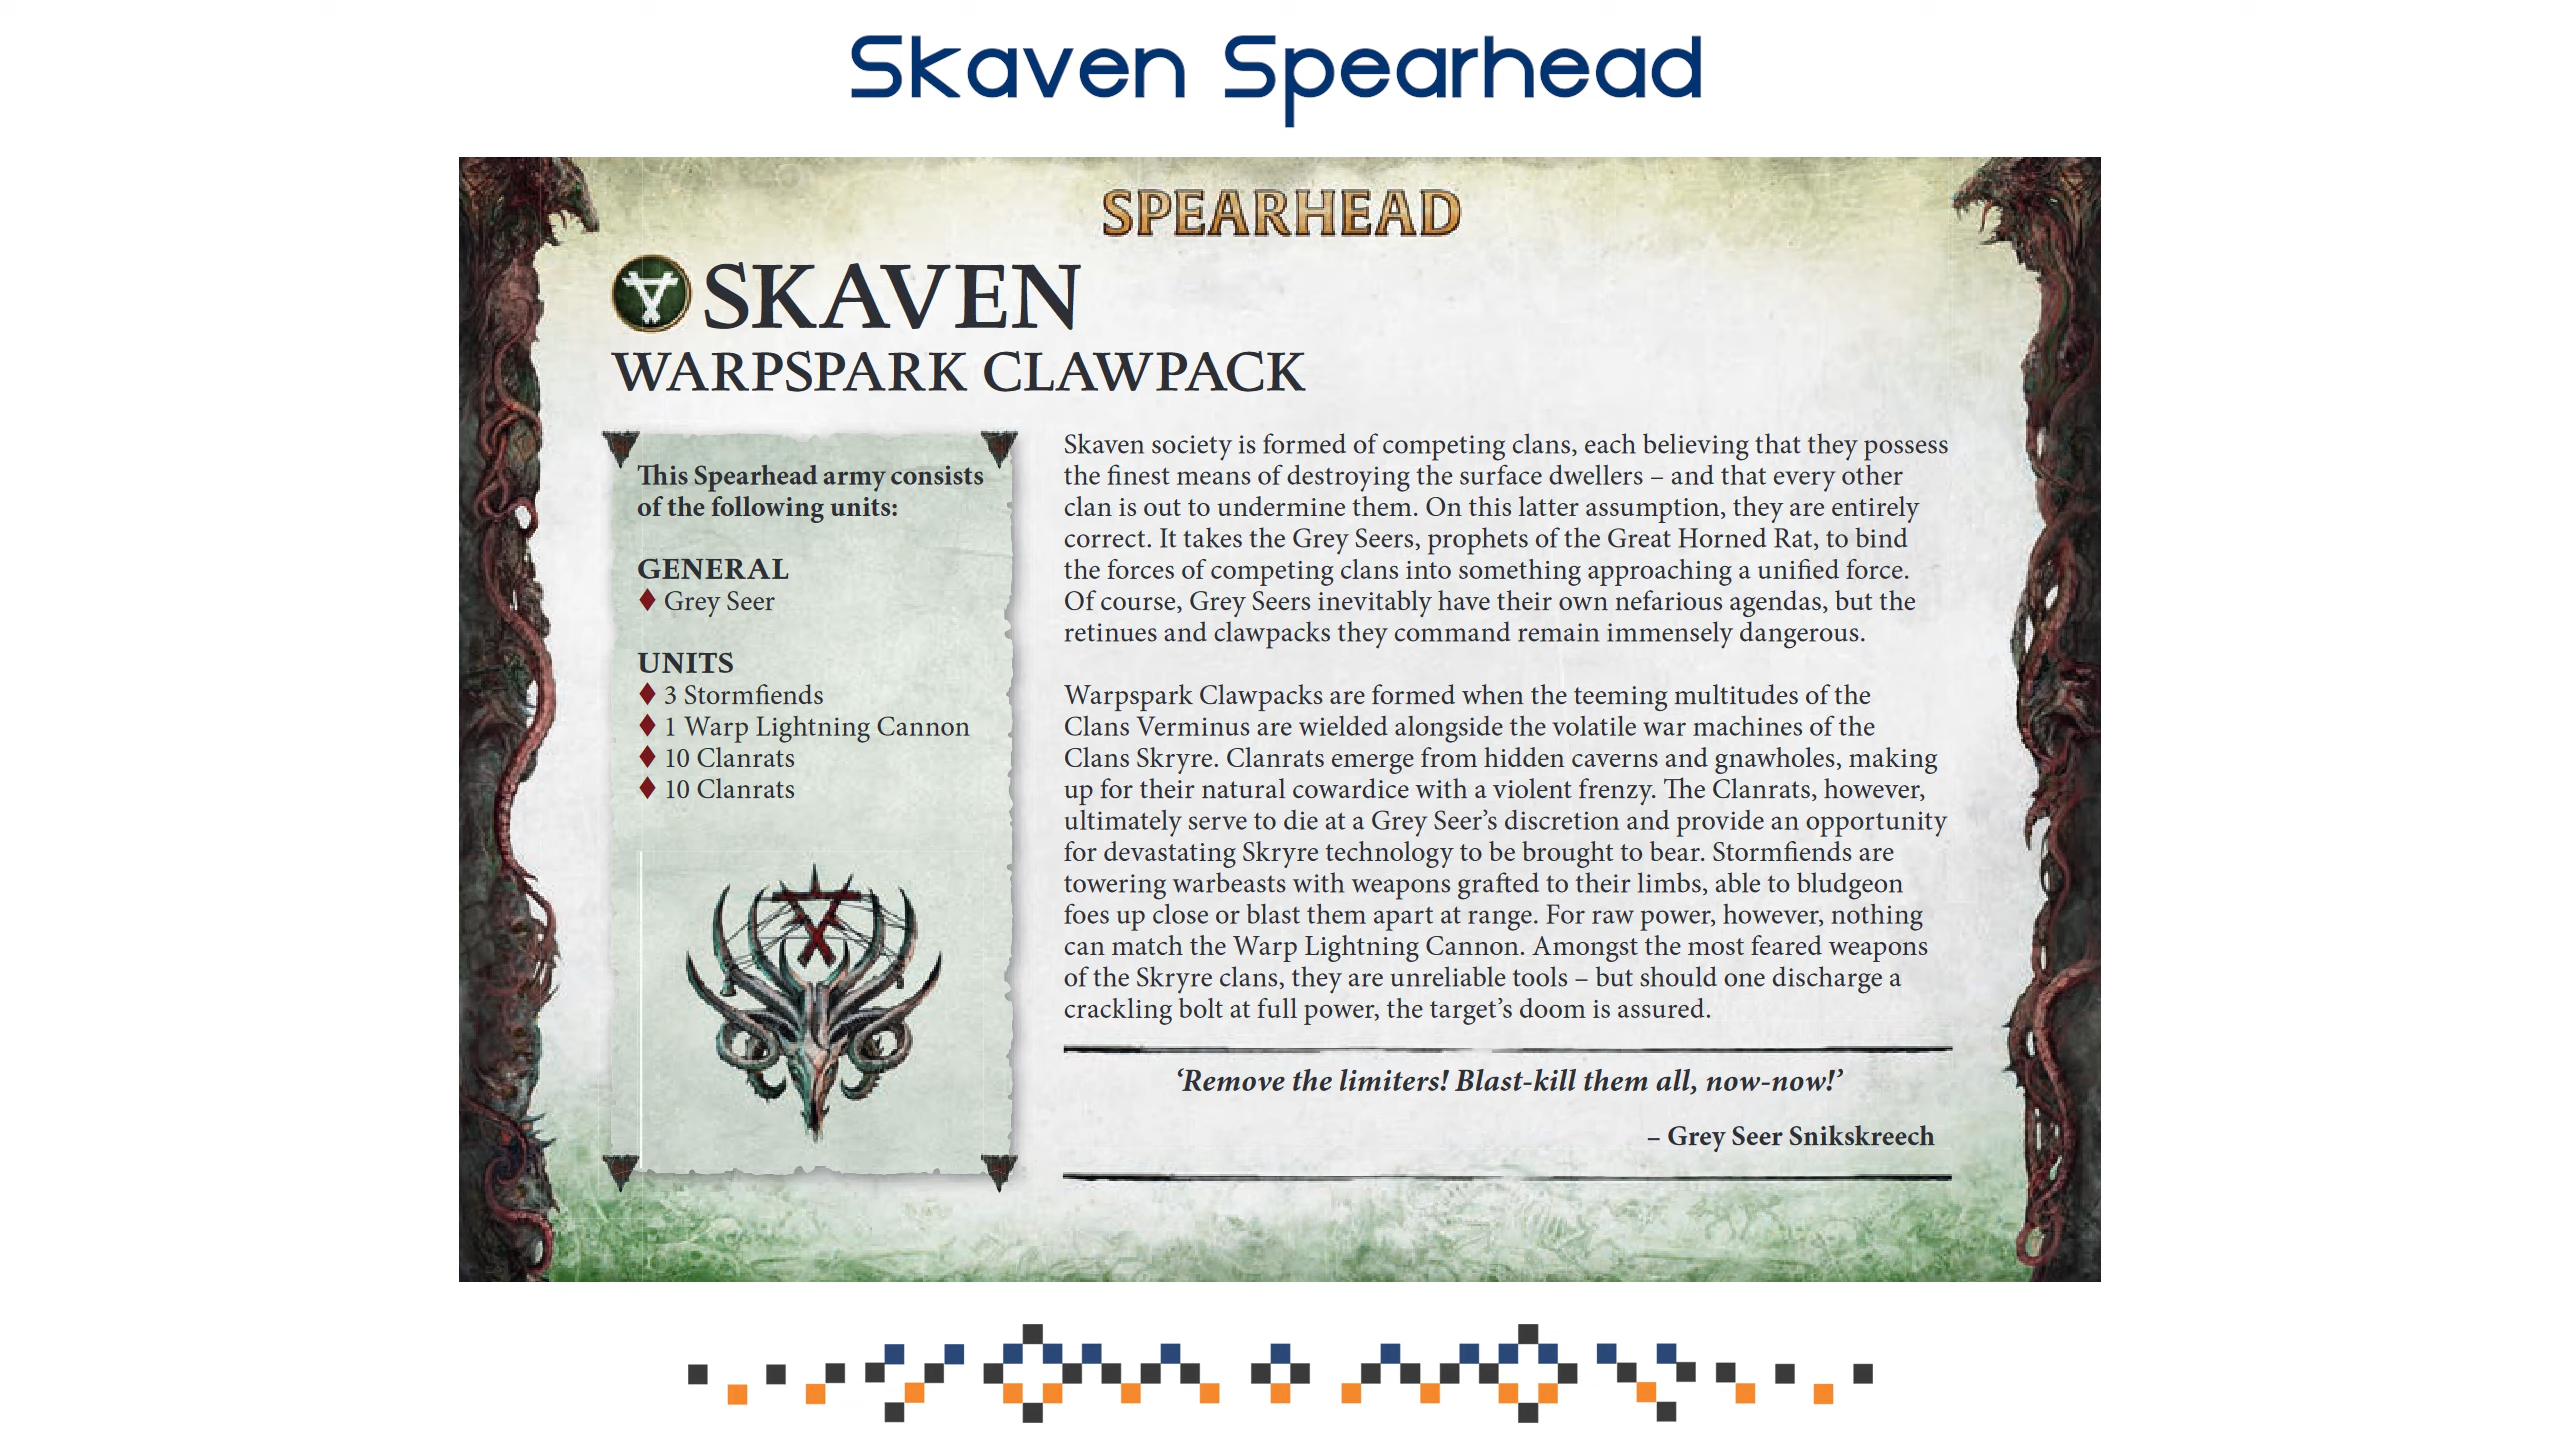 Skaven Spearhead
SPEARHEAD
SKAVEN
WARPSPARK CLAWPACK
This Spearhead army consists
of the following units:
GENERAL
♦ Grey Seer
UNITS
♦ 3 Stormfiends
♦ 1 Warp Lightning Cannon
♦ 10 Clanrats
♦ 10 Clanrats
Skaven society is formed of competing clans, each believing that they possess
the finest means of destroying the surface dwellers – and that every other
clan is out to undermine them. On this latter assumption, they are entirely
correct. It takes the Grey Seers, prophets of the Great Horned Rat, to bind
the forces of competing clans into something approaching a unified force.
Of course, Grey Seers inevitably have their own nefarious agendas, but the
retinues and clawpacks they command remain immensely dangerous.
Warpspark Clawpacks are formed when the teeming multitudes of the
Clans Verminus are wielded alongside the volatile war machines of the
Clans Skryre. Clanrats emerge from hidden caverns and gnawholes, making
up for their natural cowardice with a violent frenzy. The Clanrats, however,
ultimately serve to die at a Grey Seer’s discretion and provide an opportunity
for devastating Skryre technology to be brought to bear. Stormfiends are
towering warbeasts with weapons grafted to their limbs, able to bludgeon
foes up close or blast them apart at range. For raw power, however, nothing
can match the Warp Lightning Cannon. Amongst the most feared weapons
of the Skryre clans, they are unreliable tools – but should one discharge a
crackling bolt at full power, the target’s doom is assured.
‘Remove the limiters! Blast-kill them all, now-now!’
– Grey Seer Snikskreech